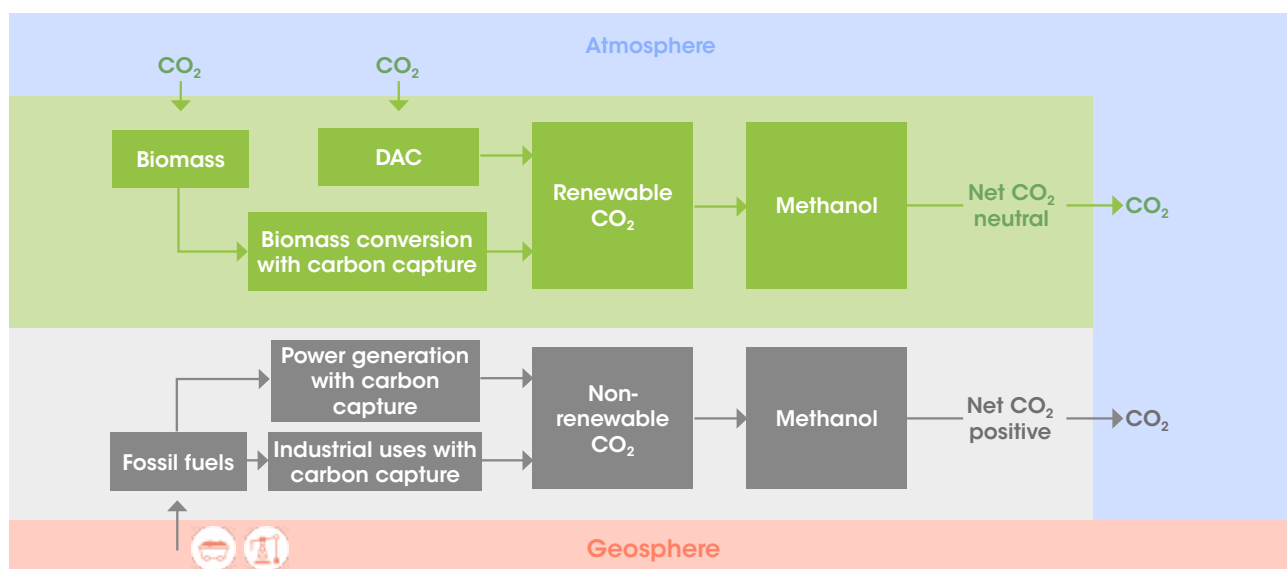 Atmosphere
CO₂
CO₂
Biomass
DAC
Biomass conversion
with carbon capture
Renewable
CO₂
Methanol
Net CO₂
neutral
CO₂
Power generation
with carbon
capture
Fossil fuels
Industrial uses with
carbon capture
Non-
renewable
CO₂
Methanol
Net CO₂
positive
CO₂
Geosphere